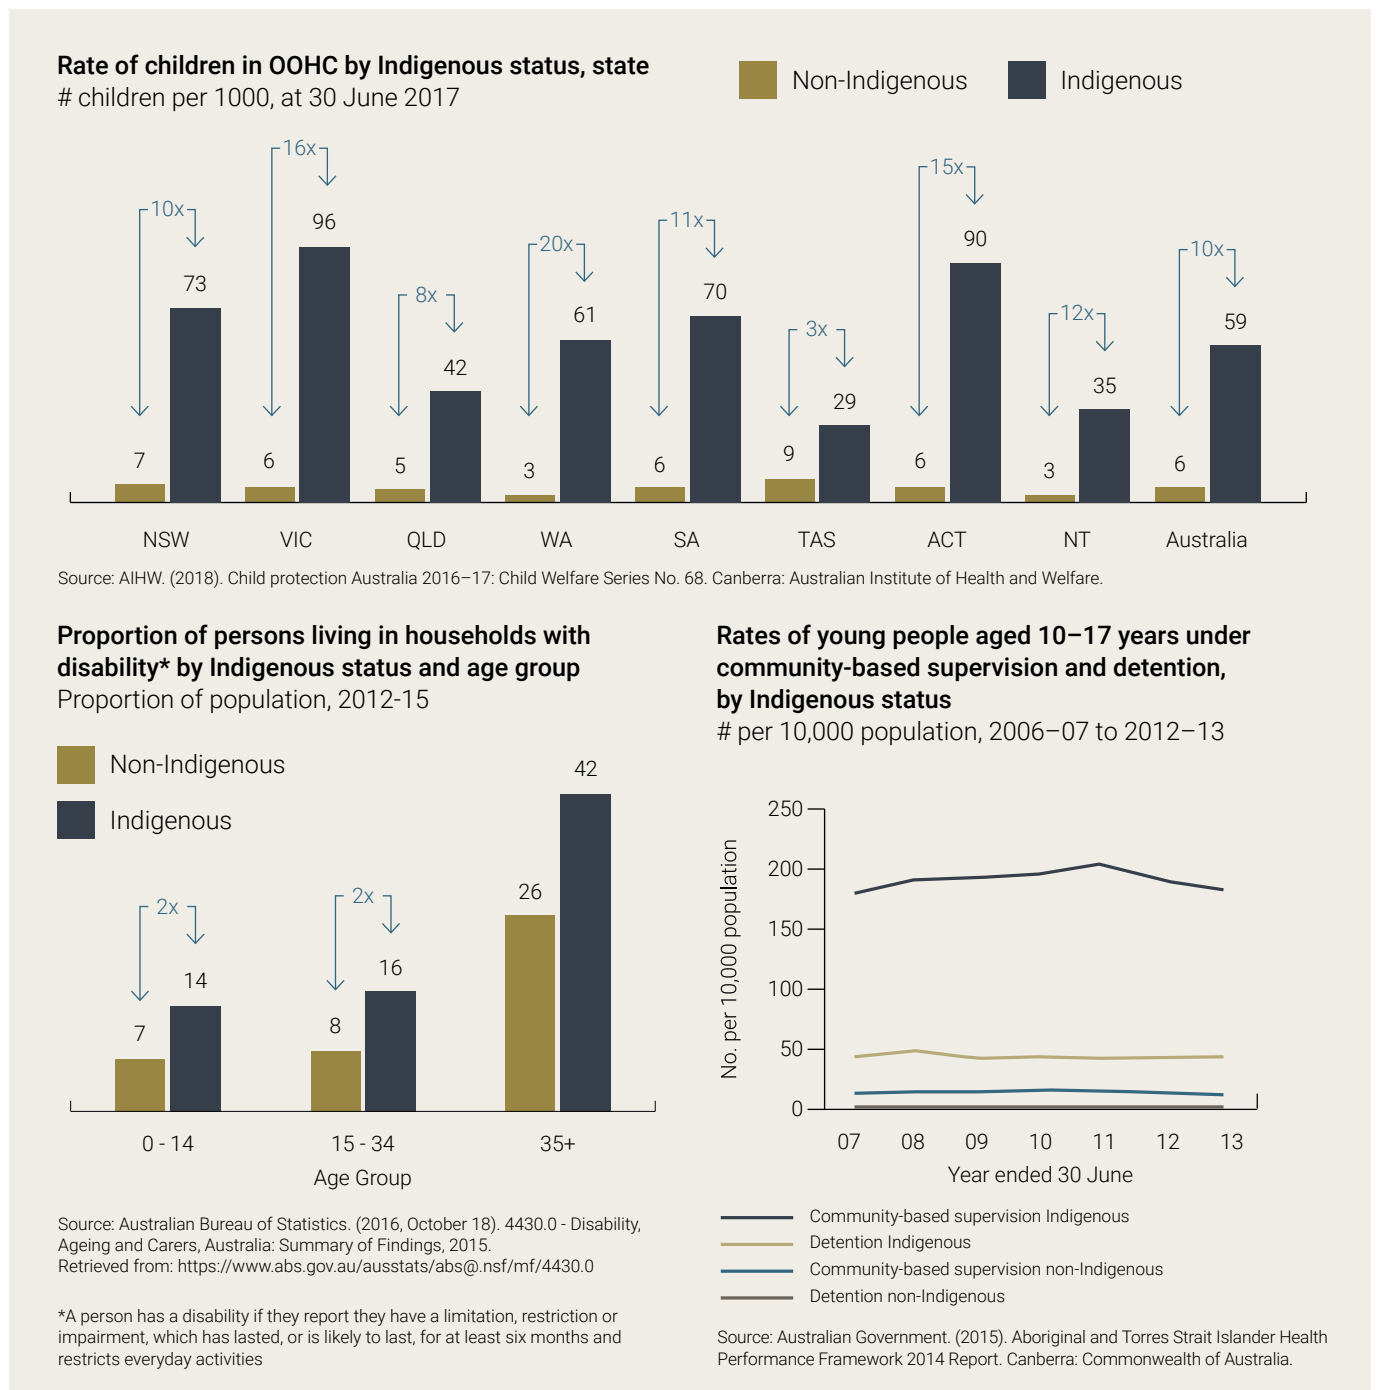 Rate of children in OOHC by Indigenous status, state
# children per 1000, at 30 June 2017
Non-Indigenous
Indigenous
10x
16x
8x
20x
11x
3x
15x
12x
10x
7
73
6
96
5
42
3
61
6
70
9
29
6
90
3
35
6
59
NSW
VIC
QLD
WA
SA
TAS
ACT
NT
Australia
Source: AIHW. (2018). Child protection Australia 2016–17: Child Welfare Series No. 68. Canberra: Australian Institute of Health and Welfare.
Proportion of persons living in households with
disability* by Indigenous status and age group
Proportion of population, 2012-15
Non-Indigenous
Indigenous
2x
2x
7
14
8
16
26
42
0 - 14
15 - 34
35+
Age Group
Source: Australian Bureau of Statistics. (2016, October 18). 4430.0 - Disability,
Ageing and Carers, Australia: Summary of Findings, 2015.
Retrieved from: https://www.abs.gov.au/ausstats/abs@.nsf/mf/4430.0
*A person has a disability if they report they have a limitation, restriction or
impairment, which has lasted, or is likely to last, for at least six months and
restricts everyday activities
Rates of young people aged 10–17 years under
community-based supervision and detention,
by Indigenous status
# per 10,000 population, 2006–07 to 2012–13
No. per 10,000 population
250
200
150
100
50
0
07
08
09
10
11
12
13
Year ended 30 June
Community-based supervision Indigenous
Detention Indigenous
Community-based supervision non-Indigenous
Detention non-Indigenous
Source: Australian Government. (2015). Aboriginal and Torres Strait Islander Health
Performance Framework 2014 Report. Canberra: Commonwealth of Australia.